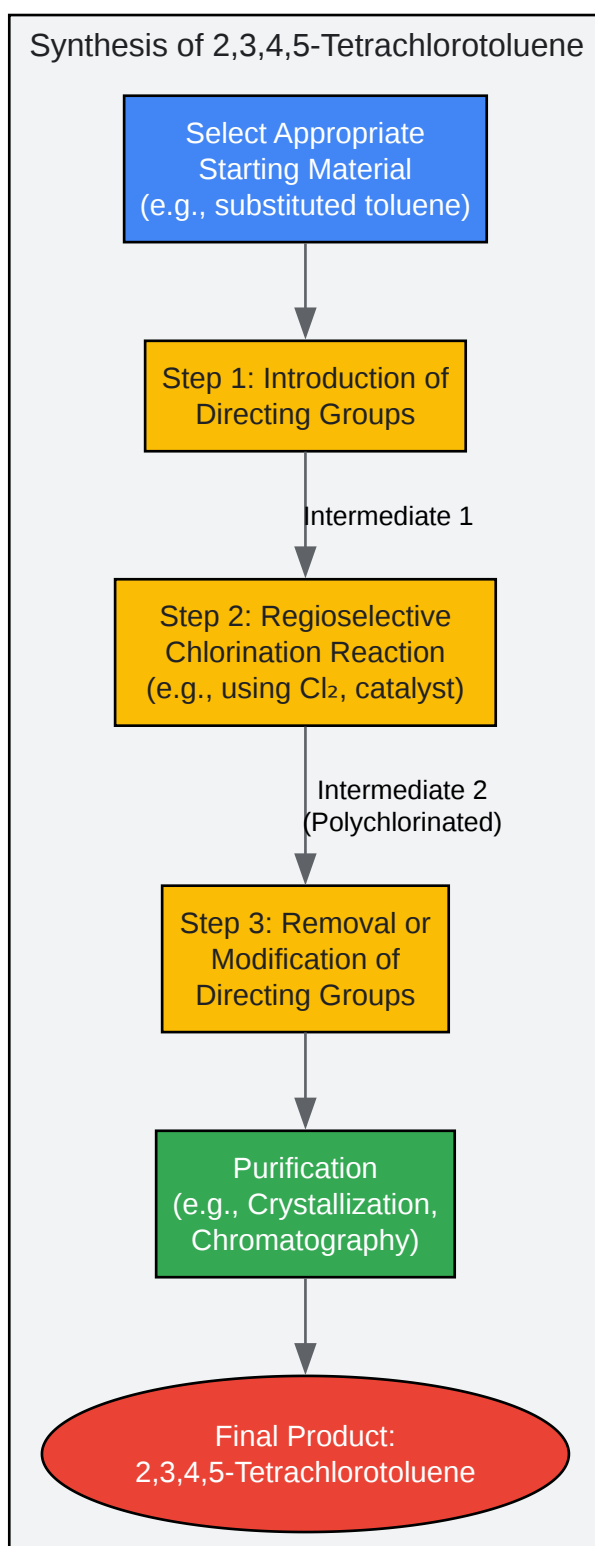 Synthesis of 2,3,4,5-Tetrachlorotoluene
Select Appropriate
Starting Material
(e.g., substituted toluene)
Step 1: Introduction of
Directing Groups
Intermediate 1
Step 2: Regioselective
Chlorination Reaction
(e.g., using Cl₂, catalyst)
Intermediate 2
(Polychlorinated)
Step 3: Removal or
Modification of
Directing Groups
Purification
(e.g., Crystallization,
Chromatography)
Final Product:
2,3,4,5-Tetrachlorotoluene